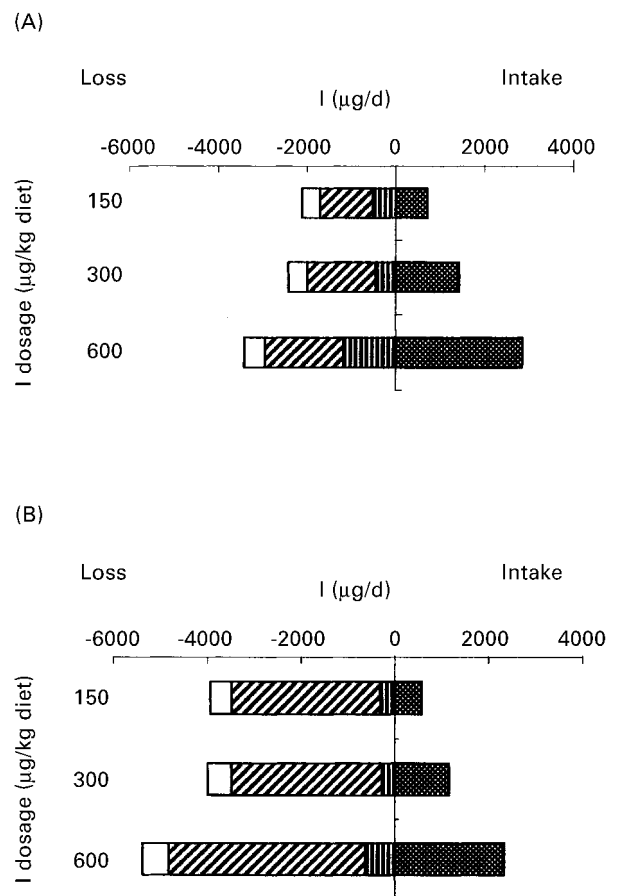 (A)
Loss
Intake
I (μg/d)
-6000 -4000 -2000 0 2000 4000
I dosage (μg/kg diet)
150
300
600
(B)
Loss
Intake
I (μg/d)
-6000 -4000 -2000 0 2000 4000
I dosage (μg/kg diet)
150
300
600